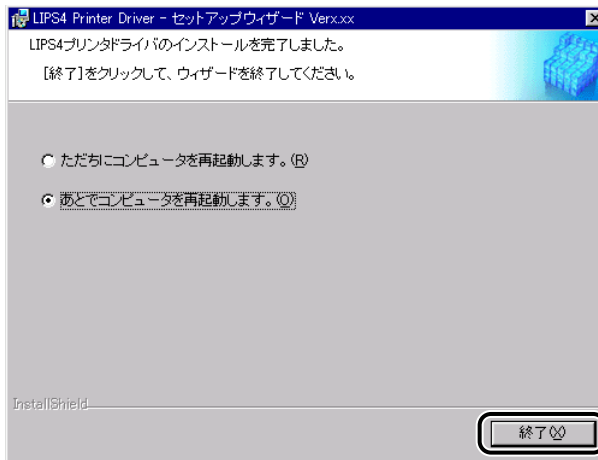 LIPS4 Printer Driver - セットアップウィザード Verx.xx
LIPS4プリンタドライバのインストールを完了しました。
[終了]をクリックして、ウィザードを終了してください。
ただちにコンピュータを再起動します。(R)
あとでコンピュータを再起動します。(O)
InstallShield
終了(X)